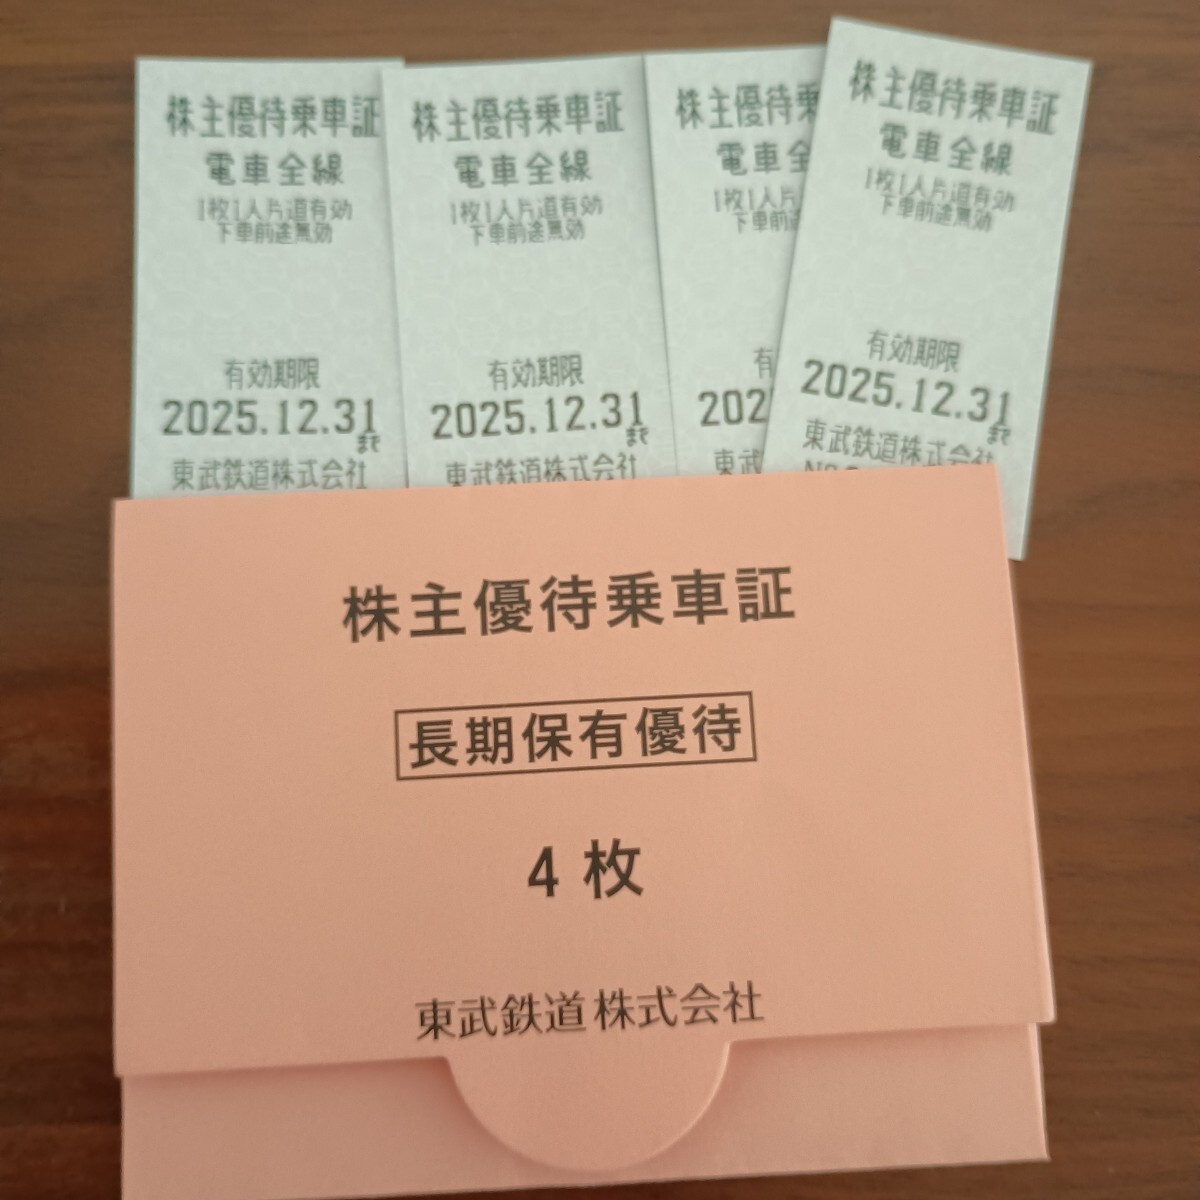 株主優待乗車証
電車全線
1枚1人片道有効
下車前途無効
有効期限
2025.12.31
まで
東武鉄道株式会社
株主優待乗車証
電車全線
1枚1人片道有効
下車前途無効
有効期限
2025.12.31
まで
東武鉄道株式会社
株主優待
電車全
1枚1人片
下車前
有
202
東武
株主優待乗車証
電車全線
1枚1人片道有効
下車前途無効
有効期限
2025.12.31
まで
東武鉄道株式会社
株主優待乗車証
長期保有優待
4枚
東武鉄道株式会社